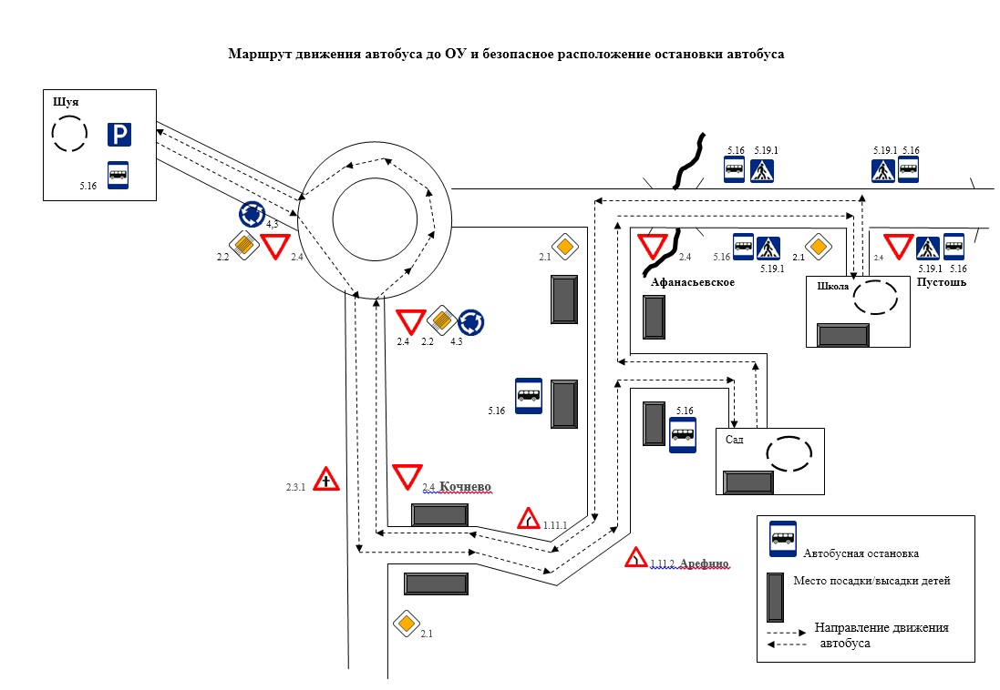 Маршрут движения автобуса до ОУ и безопасное расположение остановки автобуса
Шуя
P
5.16
4,3
2.2
2.4
5.16 5.19.1
5.19.1 5.16
2.1
2.4
5.16
5.19.1
2.1
2.4
5.19.1 5.16
Афанасьевское
Пустошь
Школа
2.4 2.2 4.3
5.16
5.16
Сад
2.3.1
2.4 Кочнево
1.11.1
1.11.2 Арефино
2.1
Автобусная остановка
Место посадки/высадки детей
Направление движения
автобуса